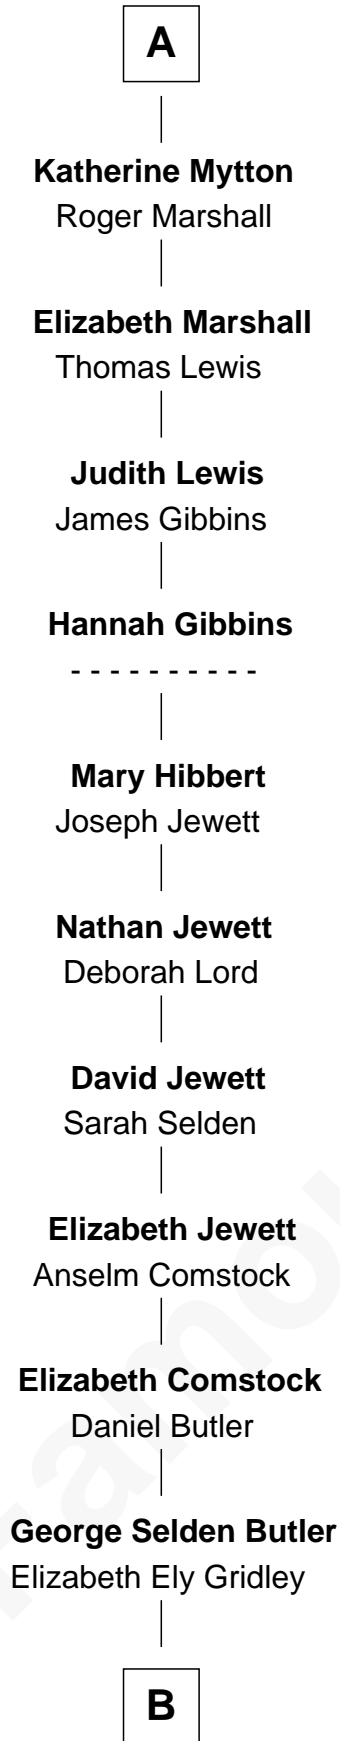 A
Katherine Mytton
Roger Marshall
Elizabeth Marshall
Thomas Lewis
Judith Lewis
James Gibbins
Hannah Gibbins
- - - - - - - - - -
Mary Hibbert
Joseph Jewett
Nathan Jewett
Deborah Lord
David Jewett
Sarah Selden
Elizabeth Jewett
Anselm Comstock
Elizabeth Comstock
Daniel Butler
George Selden Butler
Elizabeth Ely Gridley
B